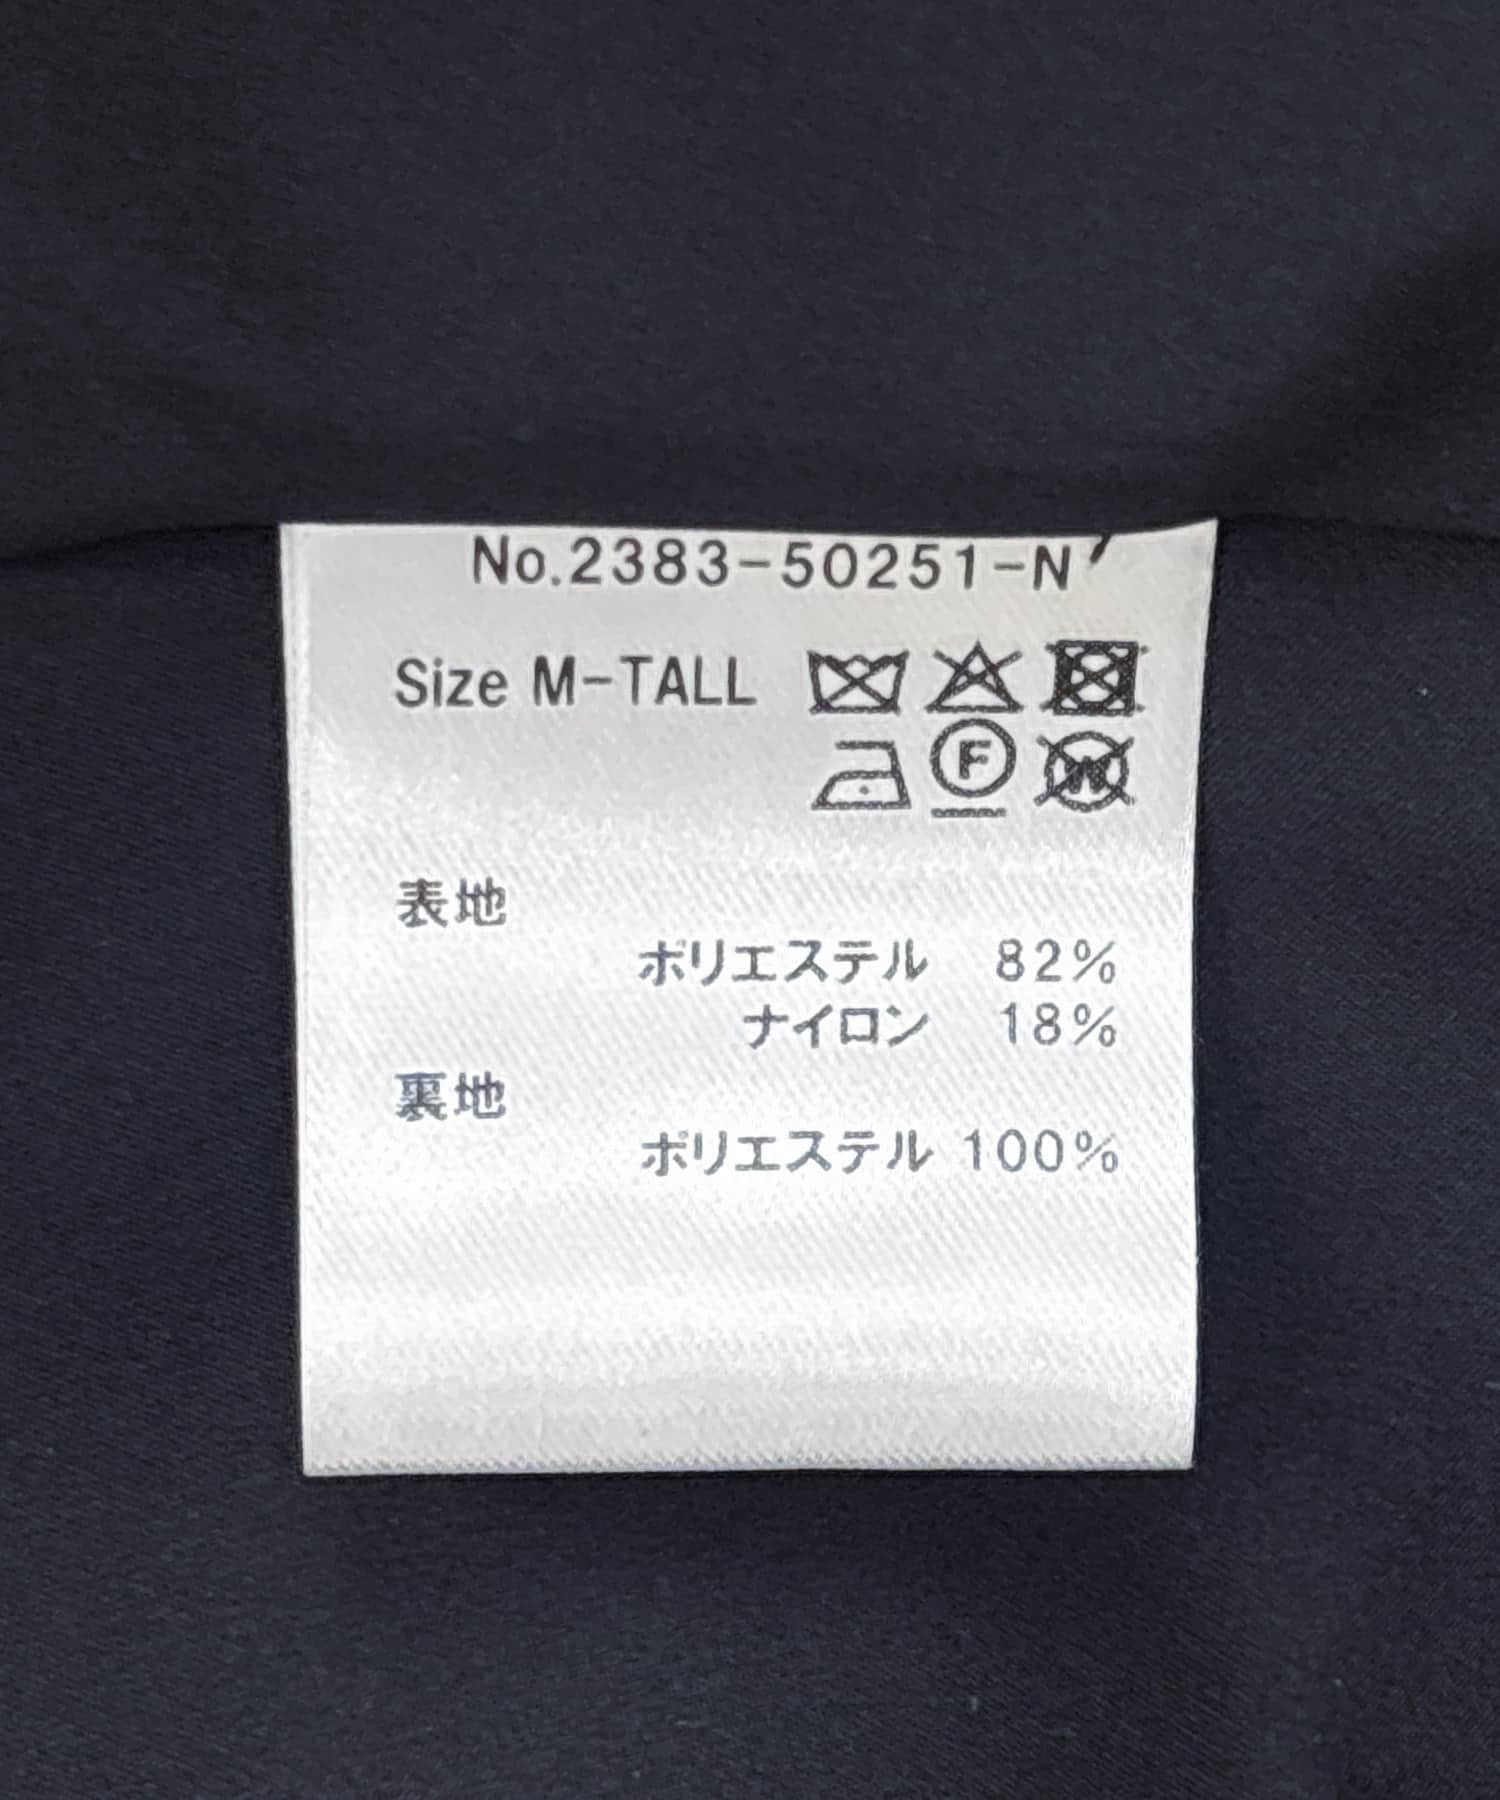 No.2383-50251-N
Size M-TALL
F W
表地
ポリエステル 82%
ナイロン 18%
裏地
ポリエステル 100%